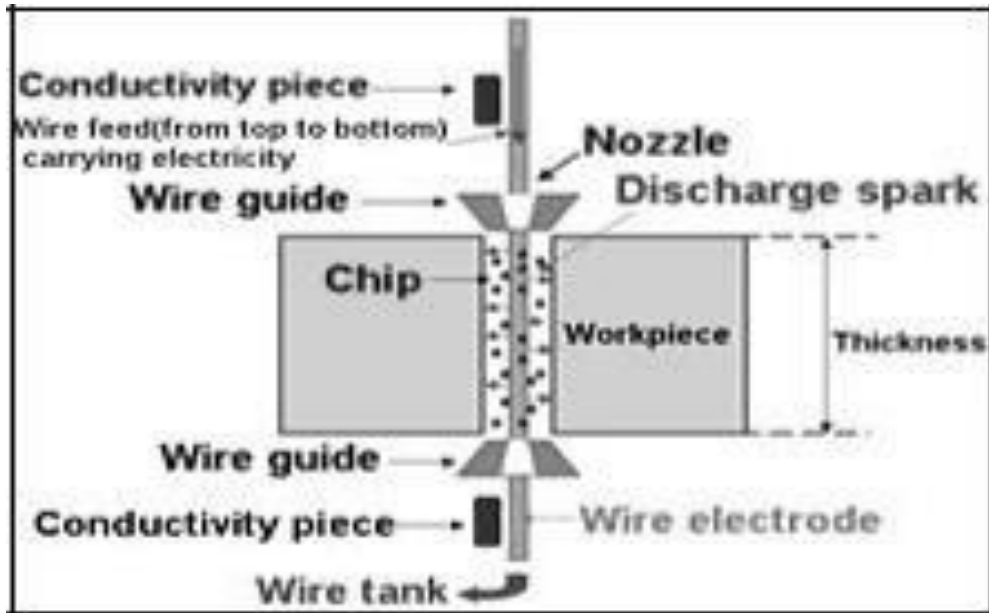 Conductivity piece
Wire feed(from top to bottom)
carrying electricity
Nozzle
Wire guide
Discharge spark
Chip
Workpiece
Thickness
Wire guide
Conductivity piece
Wire electrode
Wire tank